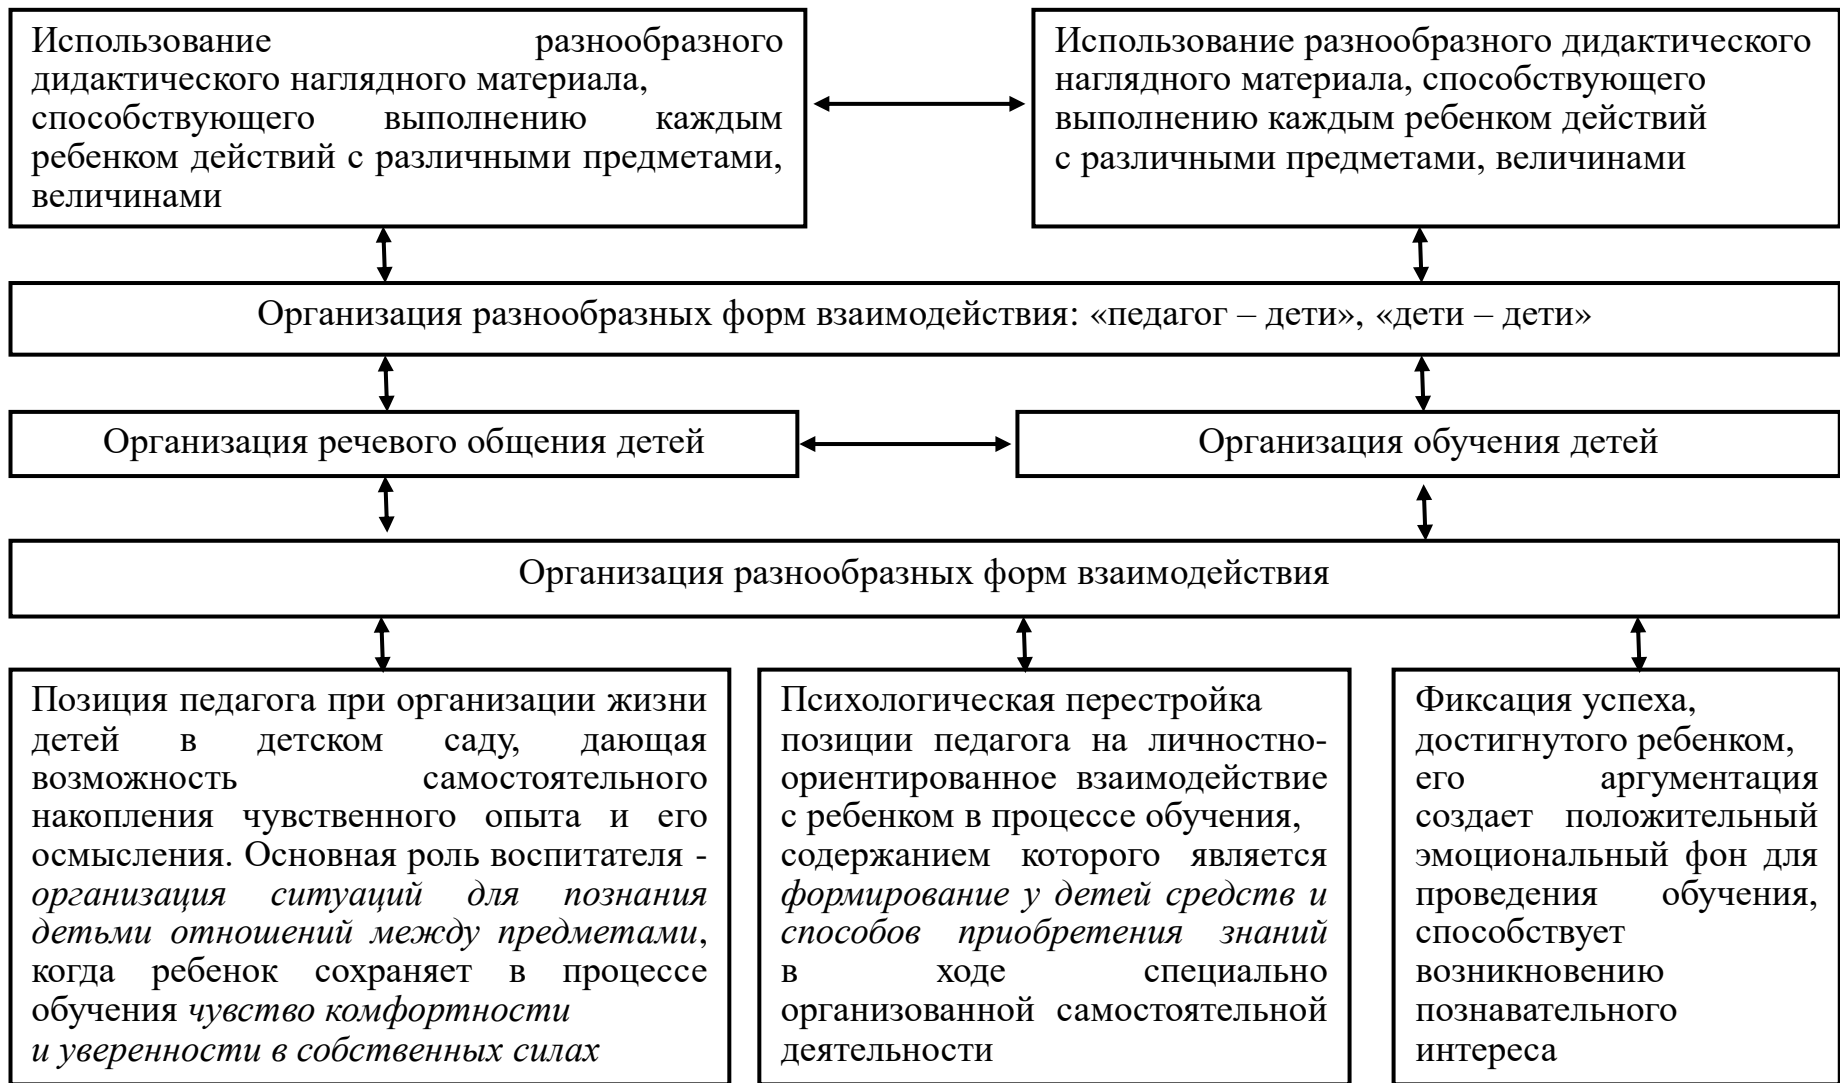 Использование разнообразного
дидактического наглядного материала,
способствующего выполнению каждым
ребенком действий с различными предметами,
величинами
Использование разнообразного дидактического
наглядного материала, способствующего
выполнению каждым ребенком действий
с различными предметами, величинами
Организация разнообразных форм взаимодействия: «педагог – дети», «дети – дети»
Организация речевого общения детей
Организация обучения детей
Организация разнообразных форм взаимодействия
Позиция педагога при организации жизни
детей в детском саду, дающая
возможность самостоятельного
накопления чувственного опыта и его
осмысления. Основная роль воспитателя -
организация ситуаций для познания
детьми отношений между предметами,
когда ребенок сохраняет в процессе
обучения чувство комфортности
и уверенности в собственных силах
Психологическая перестройка
позиции педагога на личностно-
ориентированное взаимодействие
с ребенком в процессе обучения,
содержанием которого является
формирование у детей средств и
способов приобретения знаний
в ходе специально
организованной самостоятельной
деятельности
Фиксация успеха,
достигнутого ребенком,
его аргументация
создает положительный
эмоциональный фон для
проведения обучения,
способствует
возникновению
познавательного
интереса